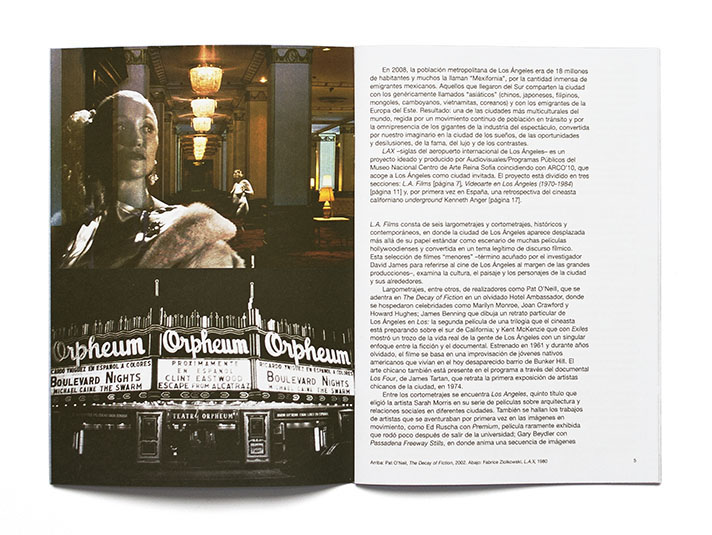 Orpheum
Orpheum
Orpheum
RICARDO YNIGUEZ EN ESPAÑOL A COLORES
BOULEVARD NIGHTS
MICHAEL CAINE THE SWARM
PROXIMAMENTE
EN ESPAÑOL
CLINT EASTWOOD
ESCAPE FROM ALCATRAZ
RICARDO YNIGUEZ EN ESPAÑOL
BOULEVARD NIGHTS
MICHAEL CAINE THE SWARM
TEATRO ORPHEUM
En 2008, la población metropolitana de Los Ángeles era de 18 millones
de habitantes y muchos la llaman “Mexifornia”, por la cantidad inmensa de
emigrantes mexicanos. Aquellos que llegaron del Sur comparten la ciudad
con los genéricamente llamados “asiáticos” (chinos, japoneses, filipinos,
mongoles, camboyanos, vietnamitas, coreanos) y con los emigrantes de la
Europa del Este. Resultado: una de las ciudades más multiculturales del
mundo, regida por un movimiento continuo de población en tránsito y por
la omnipresencia de los gigantes de la industria del espectáculo, convertida
por nuestro imaginario en la ciudad de los sueños, de las oportunidades
y desilusiones, de la fama, del lujo y de los contrastes.
LAX –siglas del aeropuerto internacional de Los Ángeles– es un
proyecto ideado y producido por Audiovisuales/Programas Públicos del
Museo Nacional Centro de Arte Reina Sofía coincidiendo con ARCO'10, que
acoge a Los Ángeles como ciudad invitada. El proyecto está dividido en tres
secciones: L.A. Films [página 7], Videoarte en Los Ángeles (1970-1984)
[página 11] y, por primera vez en España, una retrospectiva del cineasta
californiano underground Kenneth Anger [página 17].
L.A. Films consta de seis largometrajes y cortometrajes, históricos y
contemporáneos, en donde la ciudad de Los Ángeles aparece desplazada
más allá de su papel estándar como escenario de muchas películas
hollywoodienses y convertida en un tema legítimo de discurso fílmico.
Esta selección de filmes “menores” –término acuñado por el investigador
David James para referirse al cine de Los Ángeles al margen de las grandes
producciones–, examina la cultura, el paisaje y los personajes de la ciudad
y sus alrededores.
Largometrajes, entre otros, de realizadores como Pat O'Neill, que se
adentra en The Decay of Fiction en un olvidado Hotel Ambassador, donde
se hospedaron celebridades como Marilyn Monroe, Joan Crawford y
Howard Hughes; James Benning que dibuja un retrato particular de
Los Ángeles en Los: la segunda película de una trilogía que el cineasta
está preparando sobre el sur de California; y Kent McKenzie que con Exiles
mostró un trozo de la vida real de la gente de Los Ángeles con un singular
enfoque entre la ficción y el documental. Estrenado en 1961 y durante años
olvidado, el filme se basa en una improvisación de jóvenes nativos
americanos que vivían en el hoy desaparecido barrio de Bunker Hill. El
arte chicano también está presente en el programa a través del documental
Los Four, de James Tartan, que retrata la primera exposición de artistas
chicanos de la ciudad, en 1974.
Entre los cortometrajes se encuentra Los Angeles, quinto título que
eligió la artista Sarah Morris en su serie de películas sobre arquitectura y
relaciones sociales en diferentes ciudades. También se hallan los trabajos
de artistas que se aventuraban por primera vez en las imágenes en
movimiento, como Ed Ruscha con Premium, película raramente exhibida
que rodó poco después de salir de la universidad; Gary Beydler con
Passadena Freeway Stills, en donde anima una secuencia de imágenes
Arriba: Pat O'Neill, The Decay of Fiction, 2002. Abajo: Fabrice Ziolkowski, L.A.X, 1980
5